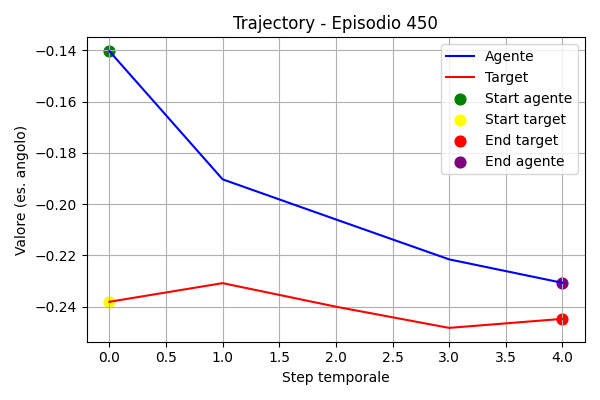 Trajectory - Episodio 450
Agente
Target
Start agente
Start target
End target
End agente
Valore (es. angolo)
−0.14
−0.16
−0.18
−0.20
−0.22
−0.24
0.0 0.5 1.0 1.5 2.0 2.5 3.0 3.5 4.0
Step temporale